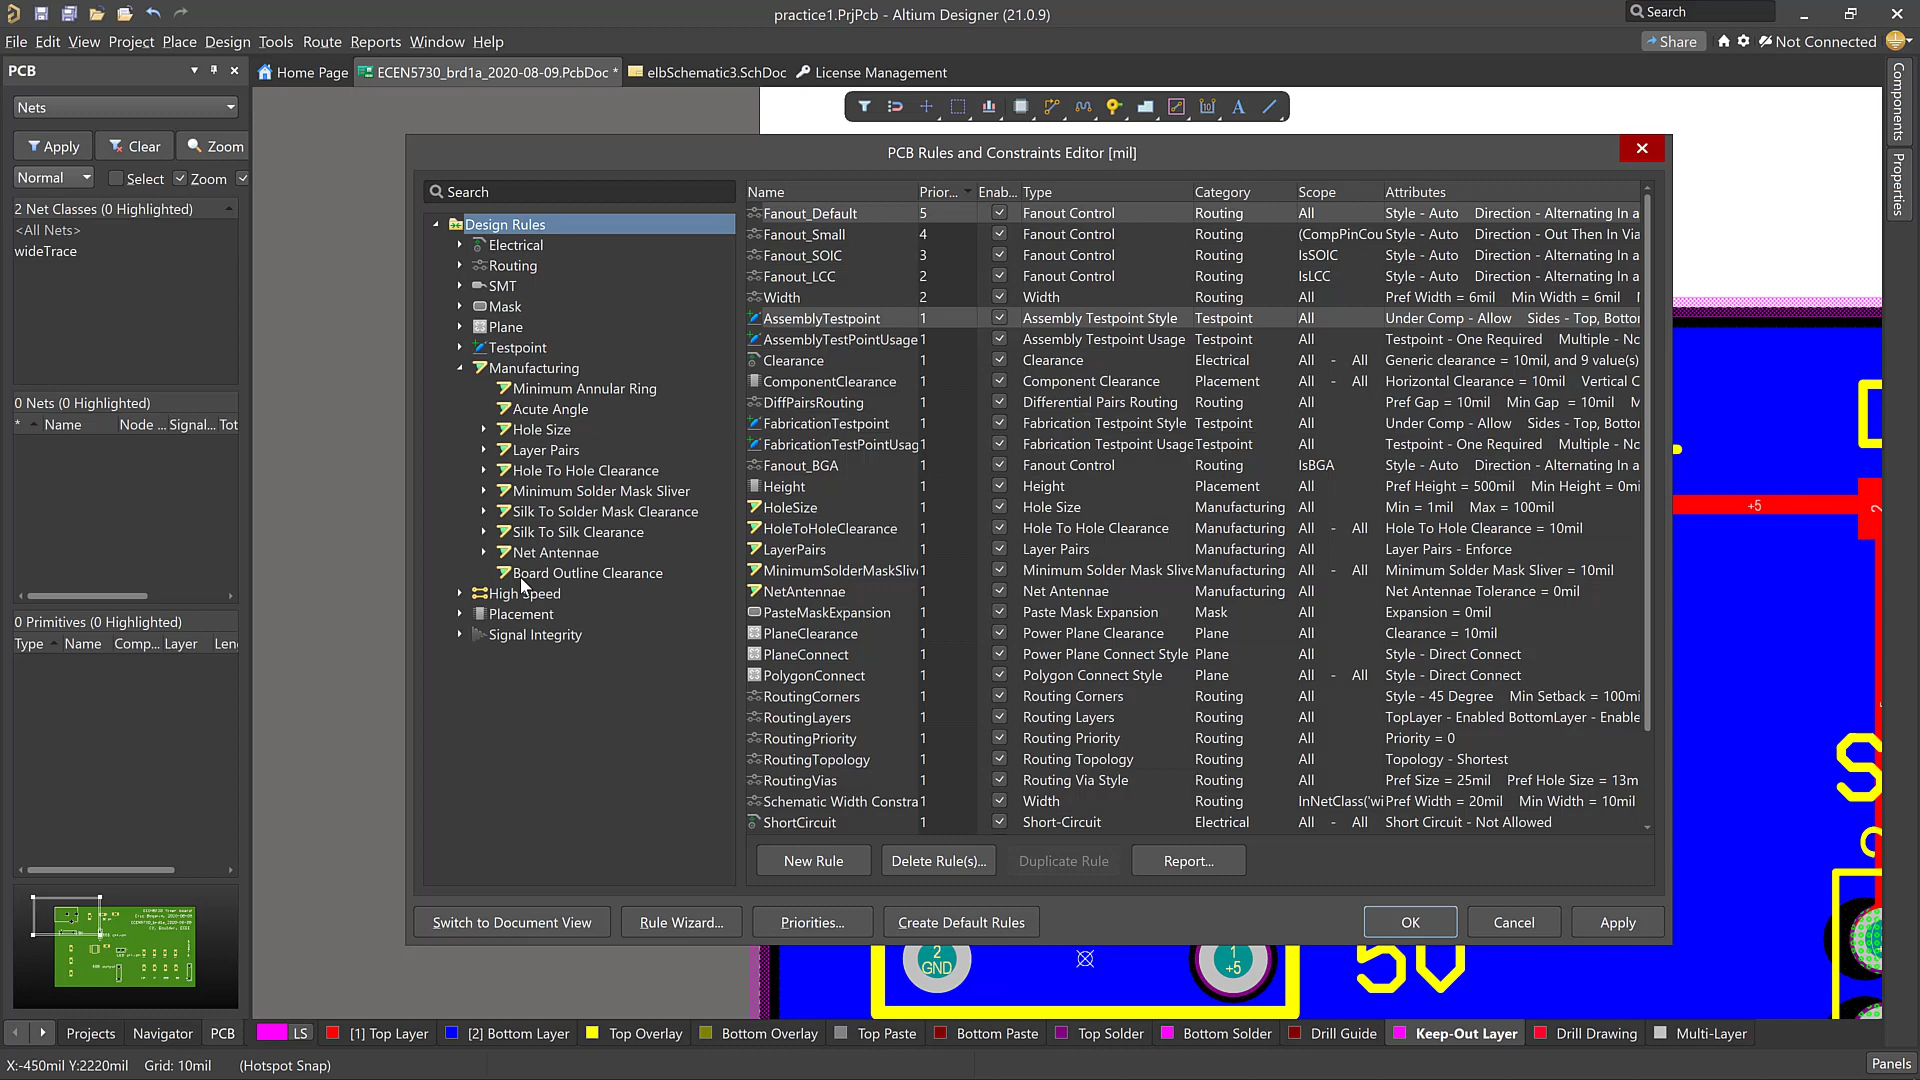 practice1.PrjPcb - Altium Designer (21.0.9)
Search
File Edit View Project Place Design Tools Route Reports Window Help
Share
Not Connected
PCB
Home Page
ECEN5730_brd1a_2020-08-09.PcbDoc *
elbSchematic3.SchDoc
License Management
Components
Properties
Nets
Apply
Clear
Zoom
Normal
Select
Zoom
2 Net Classes (0 Highlighted)
<All Nets>
wideTrace
0 Nets (0 Highlighted)
* Name Node ... Signal... Tot
0 Primitives (0 Highlighted)
Type Name Comp... Layer Len
PCB Rules and Constraints Editor [mil]
Search
Design Rules
Electrical
Routing
SMT
Mask
Plane
Testpoint
Manufacturing
Minimum Annular Ring
Acute Angle
Hole Size
Layer Pairs
Hole To Hole Clearance
Minimum Solder Mask Sliver
Silk To Solder Mask Clearance
Silk To Silk Clearance
Net Antennae
Board Outline Clearance
High Speed
Placement
Signal Integrity
Name Prior... Enab... Type Category Scope Attributes
Fanout_Default 5 Fanout Control Routing All Style - Auto Direction - Alternating In a
Fanout_Small 4 Fanout Control Routing (CompPinCou Style - Auto Direction - Out Then In Via
Fanout_SOIC 3 Fanout Control Routing IsSOIC Style - Auto Direction - Alternating In a
Fanout_LCC 2 Fanout Control Routing IsLCC Style - Auto Direction - Alternating In a
Width 2 Width Routing All Pref Width = 6mil Min Width = 6mil
AssemblyTestpoint 1 Assembly Testpoint Style Testpoint All Under Comp - Allow Sides - Top, Bottor
AssemblyTestPointUsage 1 Assembly Testpoint Usage Testpoint All Testpoint - One Required Multiple - Nc
Clearance 1 Clearance Electrical All - All Generic clearance = 10mil, and 9 value(s)
ComponentClearance 1 Component Clearance Placement All - All Horizontal Clearance = 10mil Vertical C
DiffPairsRouting 1 Differential Pairs Routing Routing All Pref Gap = 10mil Min Gap = 10mil M
FabricationTestpoint 1 Fabrication Testpoint Style Testpoint All Under Comp - Allow Sides - Top, Bottor
FabricationTestPointUsag 1 Fabrication Testpoint Usage Testpoint All Testpoint - One Required Multiple - Nc
Fanout_BGA 1 Fanout Control Routing IsBGA Style - Auto Direction - Alternating In a
Height 1 Height Placement All Pref Height = 500mil Min Height = 0mi
HoleSize 1 Hole Size Manufacturing All Min = 1mil Max = 100mil
HoleToHoleClearance 1 Hole To Hole Clearance Manufacturing All - All Hole To Hole Clearance = 10mil
LayerPairs 1 Layer Pairs Manufacturing All Layer Pairs - Enforce
MinimumSolderMaskSliv 1 Minimum Solder Mask Slive Manufacturing All - All Minimum Solder Mask Sliver = 10mil
NetAntennae 1 Net Antennae Manufacturing All Net Antennae Tolerance = 0mil
PasteMaskExpansion 1 Paste Mask Expansion Mask All Expansion = 0mil
PlaneClearance 1 Power Plane Clearance Plane All Clearance = 10mil
PlaneConnect 1 Power Plane Connect Style Plane All Style - Direct Connect
PolygonConnect 1 Polygon Connect Style Plane All - All Style - Direct Connect
RoutingCorners 1 Routing Corners Routing All Style - 45 Degree Min Setback = 100mi
RoutingLayers 1 Routing Layers Routing All TopLayer - Enabled BottomLayer - Enable
RoutingPriority 1 Routing Priority Routing All Priority = 0
RoutingTopology 1 Routing Topology Routing All Topology - Shortest
RoutingVias 1 Routing Via Style Routing All Pref Size = 25mil Pref Hole Size = 13m
Schematic Width Constra 1 Width Routing InNetClass('wi Pref Width = 20mil Min Width = 10mil
ShortCircuit 1 Short-Circuit Electrical All - All Short Circuit - Not Allowed
New Rule
Delete Rule(s)...
Duplicate Rule
Report...
Switch to Document View
Rule Wizard...
Priorities...
Create Default Rules
OK
Cancel
Apply
+5
2
S
2
GND
1
+5
5V
Projects
Navigator
PCB
LS
[1] Top Layer
[2] Bottom Layer
Top Overlay
Bottom Overlay
Top Paste
Bottom Paste
Top Solder
Bottom Solder
Drill Guide
Keep-Out Layer
Drill Drawing
Multi-Layer
X:-450mil Y:2220mil Grid: 10mil (Hotspot Snap)
Panels